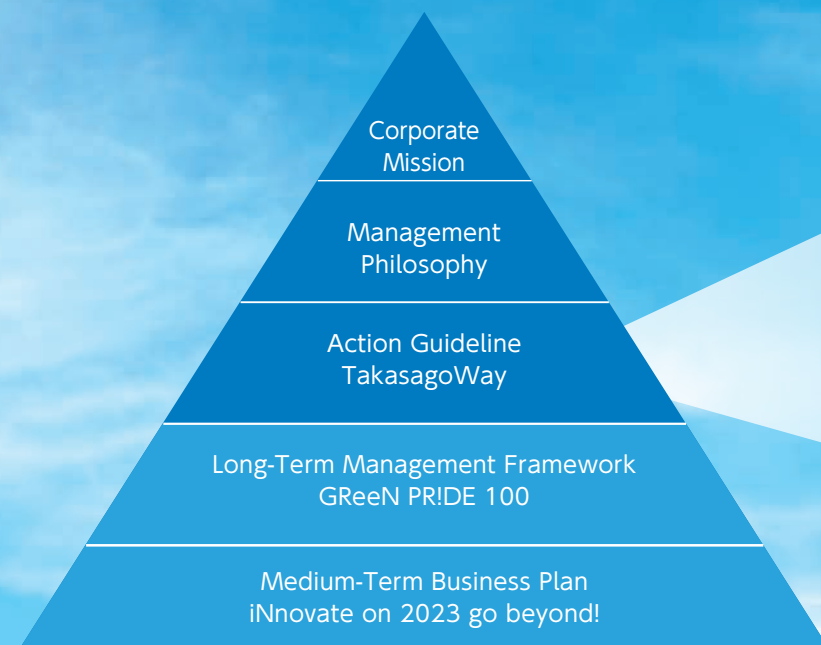 Corporate
Mission
Management
Philosophy
Action Guideline
TakasagoWay
Long-Term Management Framework
GReeN PR!DE 100
Medium-Term Business Plan
iNnovate on 2023 go beyond!